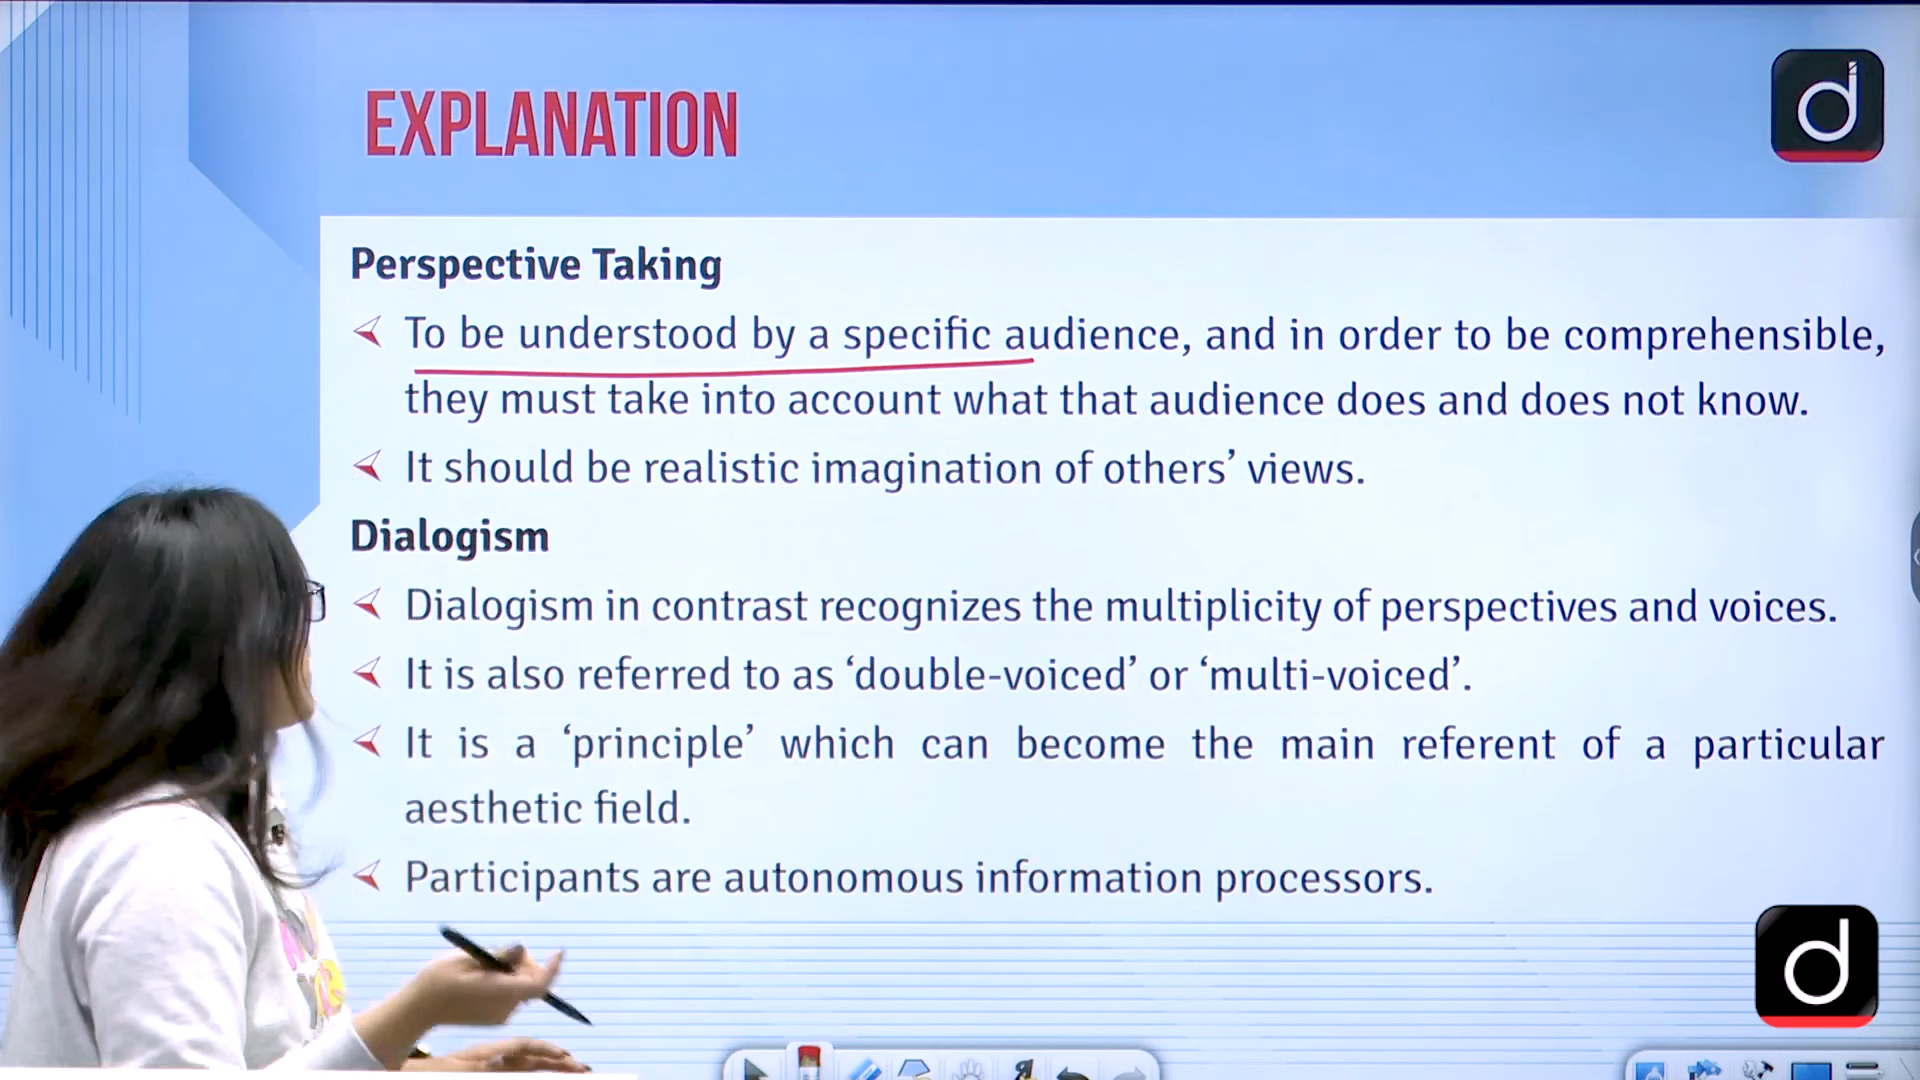 EXPLANATION
d
Perspective Taking
To be understood by a specific audience, and in order to be comprehensible,
they must take into account what that audience does and does not know.
It should be realistic imagination of others’ views.
Dialogism
Dialogism in contrast recognizes the multiplicity of perspectives and voices.
It is also referred to as ‘double-voiced’ or ‘multi-voiced’.
It is a ‘principle’ which can become the main referent of a particular
aesthetic field.
Participants are autonomous information processors.
d